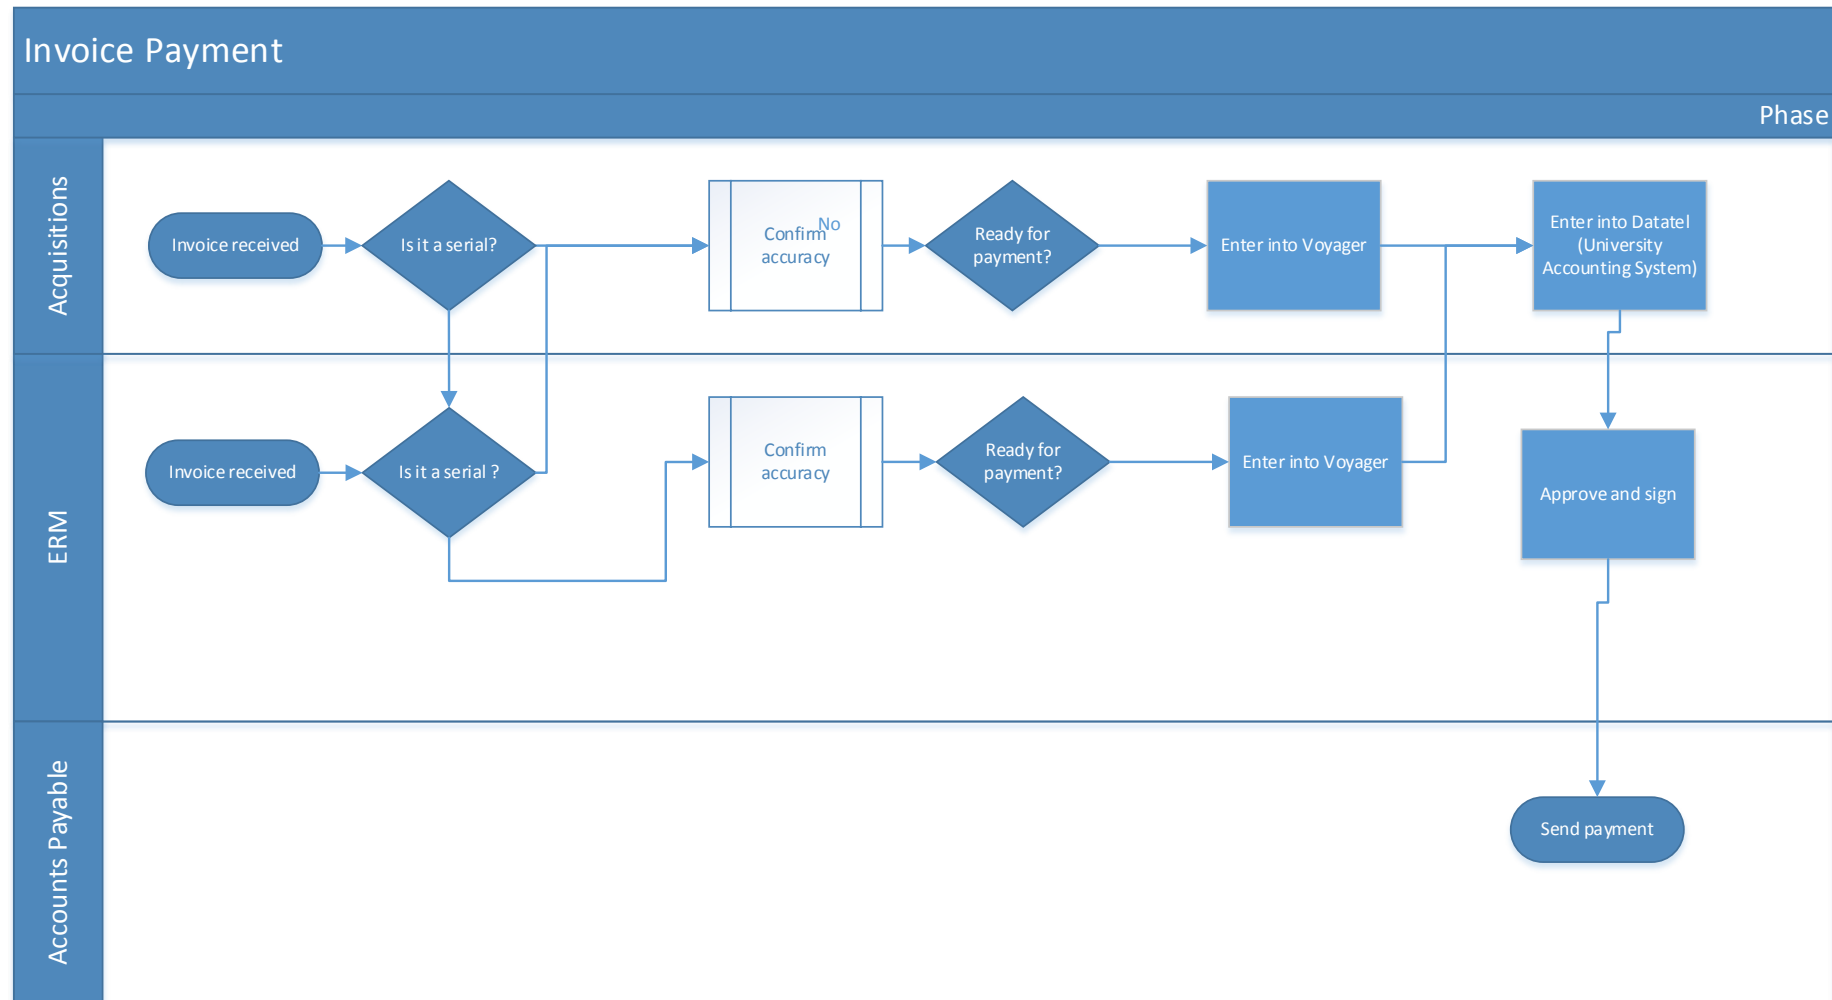 Invoice Payment
Phase
Acquisitions
Invoice received
Is it a serial?
No
Confirm
accuracy
Ready for
payment?
Enter into Voyager
Enter into Datatel
(University
Accounting System)
ERM
Invoice received
Is it a serial ?
Confirm
accuracy
Ready for
payment?
Enter into Voyager
Approve and sign
Accounts Payable
Send payment